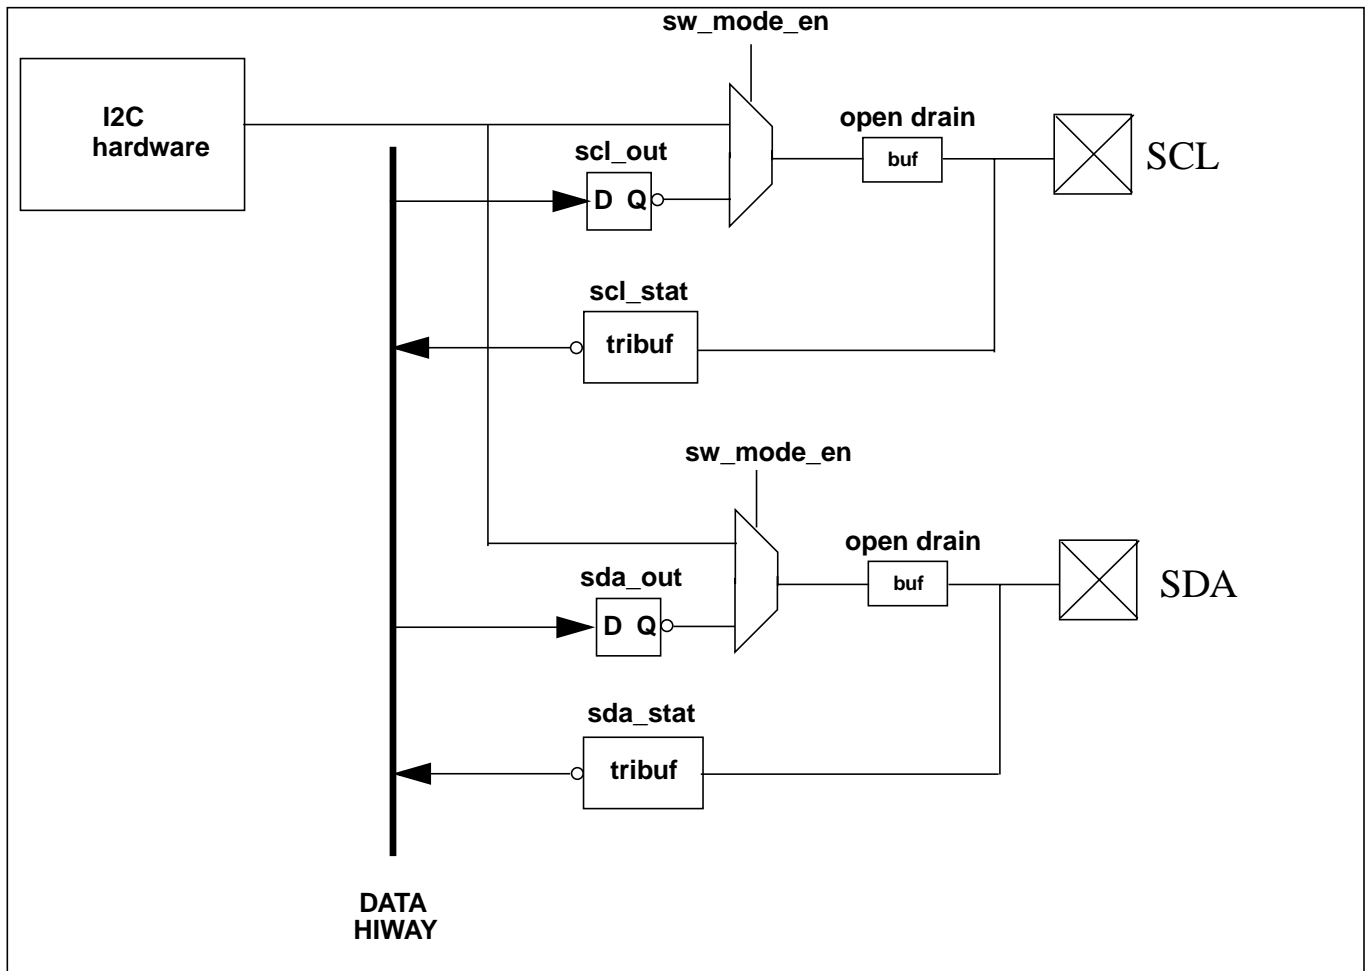 sw_mode_en
I2C
hardware
open drain
scl_out
buf
SCL
D Q
scl_stat
tribuf
sw_mode_en
open drain
sda_out
buf
SDA
D Q
sda_stat
tribuf
DATA
HIWAY